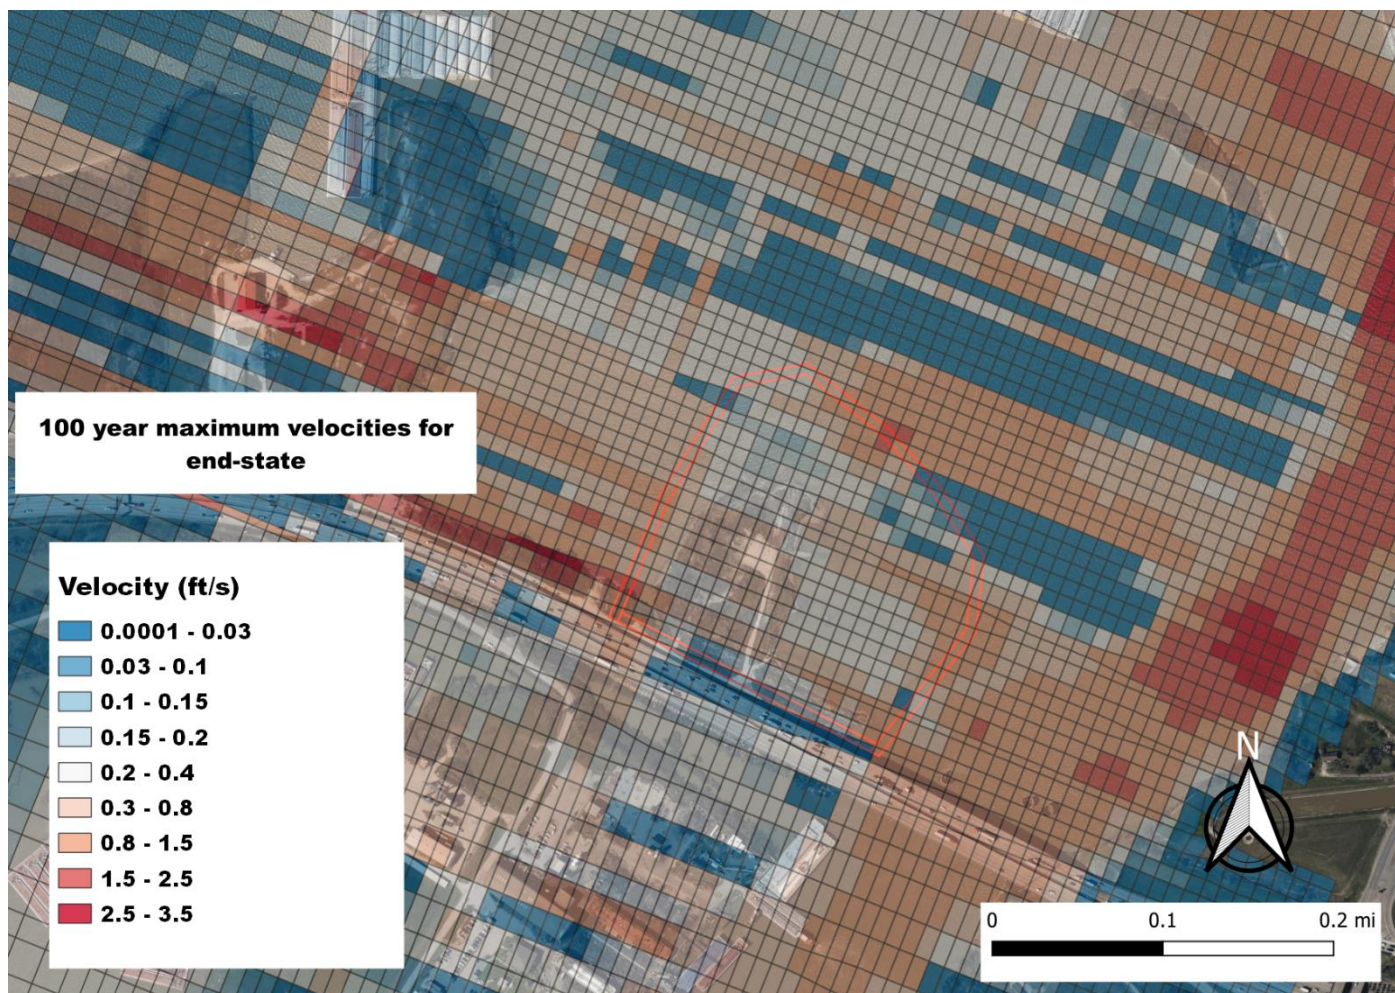 100 year maximum velocities for
end-state
Velocity (ft/s)
0.0001 - 0.03
0.03 - 0.1
0.1 - 0.15
0.15 - 0.2
0.2 - 0.4
0.3 - 0.8
0.8 - 1.5
1.5 - 2.5
2.5 - 3.5
N
0 0.1 0.2 mi